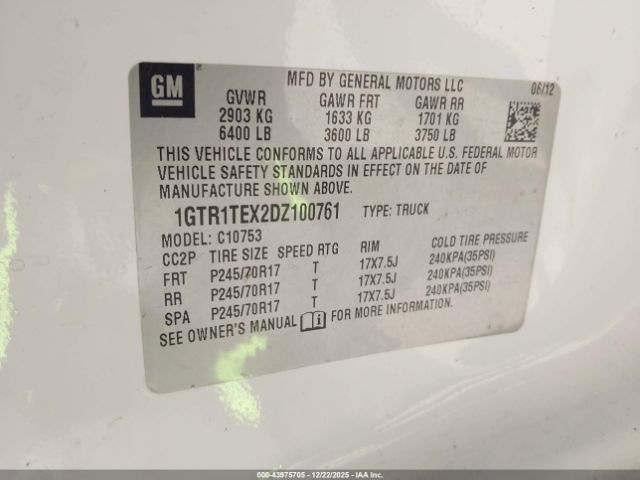 GM
MFD BY GENERAL MOTORS LLC
06/12
GVWR GAWR FRT GAWR RR
2903 KG 1633 KG 1701 KG
6400 LB 3600 LB 3750 LB
THIS VEHICLE CONFORMS TO ALL APPLICABLE U.S. FEDERAL MOTOR
VEHICLE SAFETY STANDARDS IN EFFECT ON THE DATE OF
MANUFACTURE SHOWN ABOVE.
1GTR1TEX2DZ100761 TYPE: TRUCK
MODEL: C10753
CC2P TIRE SIZE SPEED RTG RIM COLD TIRE PRESSURE
FRT P245/70R17 T 17X7.5J 240KPA(35PSI)
RR P245/70R17 T 17X7.5J 240KPA(35PSI)
SPA P245/70R17 T 17X7.5J 240KPA(35PSI)
SEE OWNER'S MANUAL FOR MORE INFORMATION.
000-43975705 - 12/22/2025 - IAAI.COM